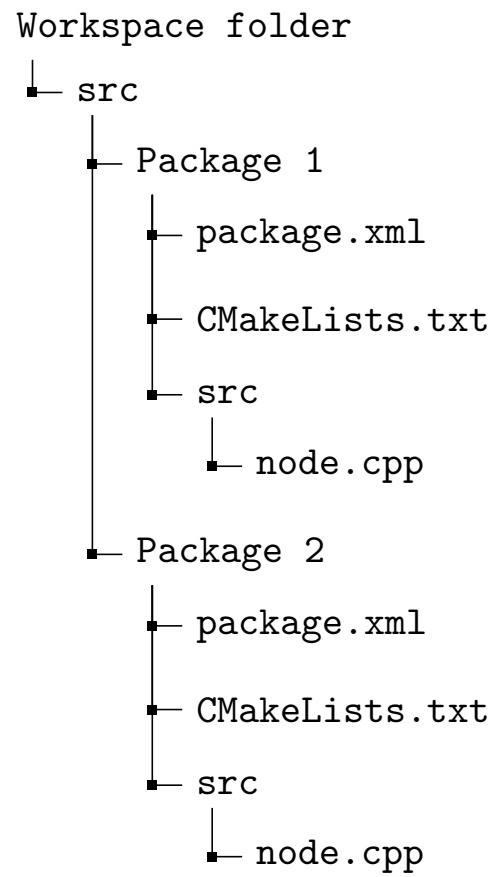 Workspace folder
src
Package 1
package.xml
CMakeLists.txt
src
node.cpp
Package 2
package.xml
CMakeLists.txt
src
node.cpp